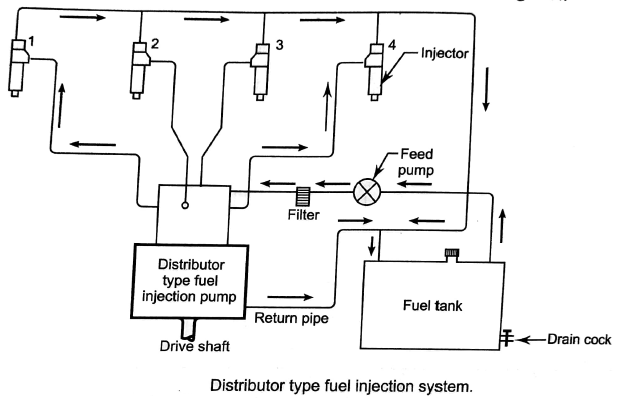 1
2
3
4
Injector
Feed
pump
Filter
Distributor
type fuel
injection pump
Fuel tank
Return pipe
Drive shaft
Drain cock
Distributor type fuel injection system.